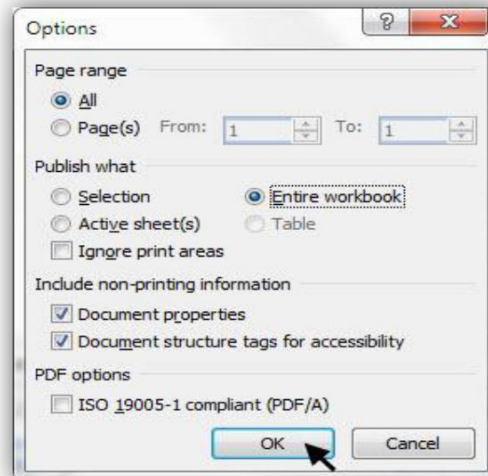 Options
Page range
All
Page(s) From: 1 To: 1
Publish what
Selection Entire workbook
Active sheet(s) Table
Ignore print areas
Include non-printing information
Document properties
Document structure tags for accessibility
PDF options
ISO 19005-1 compliant (PDF/A)
OK Cancel